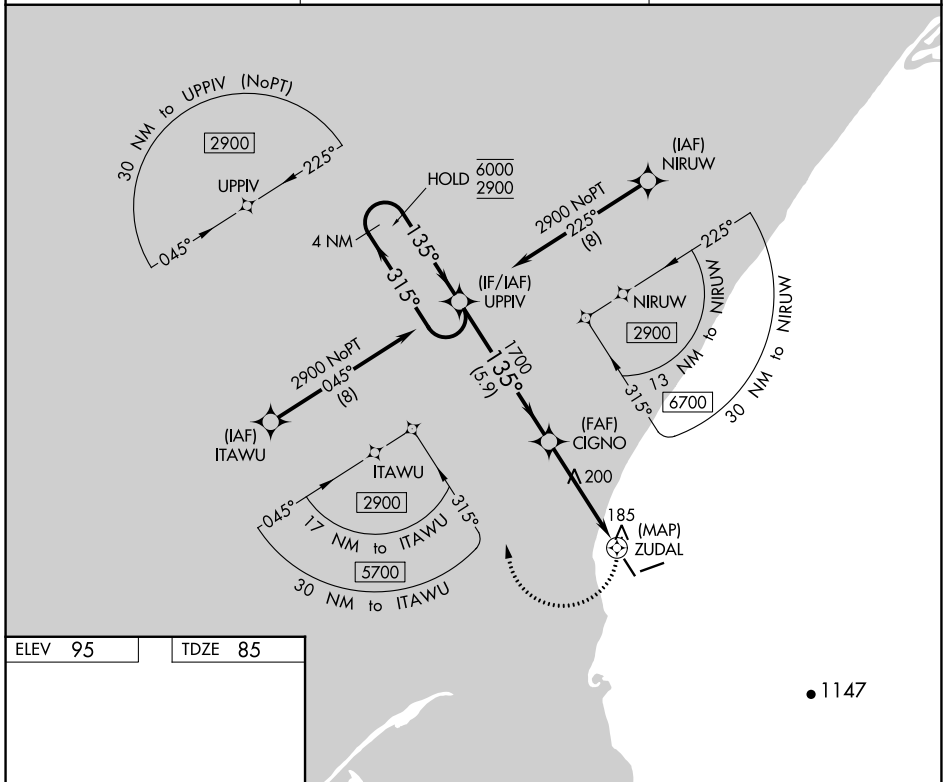 30 NM to UPPIV (NoPT)
2900
225°
UPPIV
045°
HOLD 6000
2900
4 NM
135°
315°
(IAF)
NIRUW
2900 NoPT
225°
(8)
(IF/IAF)
UPPIV
225°
NIRUW
2900
13 NM to NIRUW
315°
6700
30 NM to NIRUW
2900 NoPT
045°
(8)
(IAF)
ITAWU
1700
135°
(5.9)
(FAF)
CIGNO
200
ITAWU
2900
045°
315°
17 NM to ITAWU
5700
30 NM to ITAWU
185
(MAP)
ZUDAL
ELEV 95
TDZE 85
1147